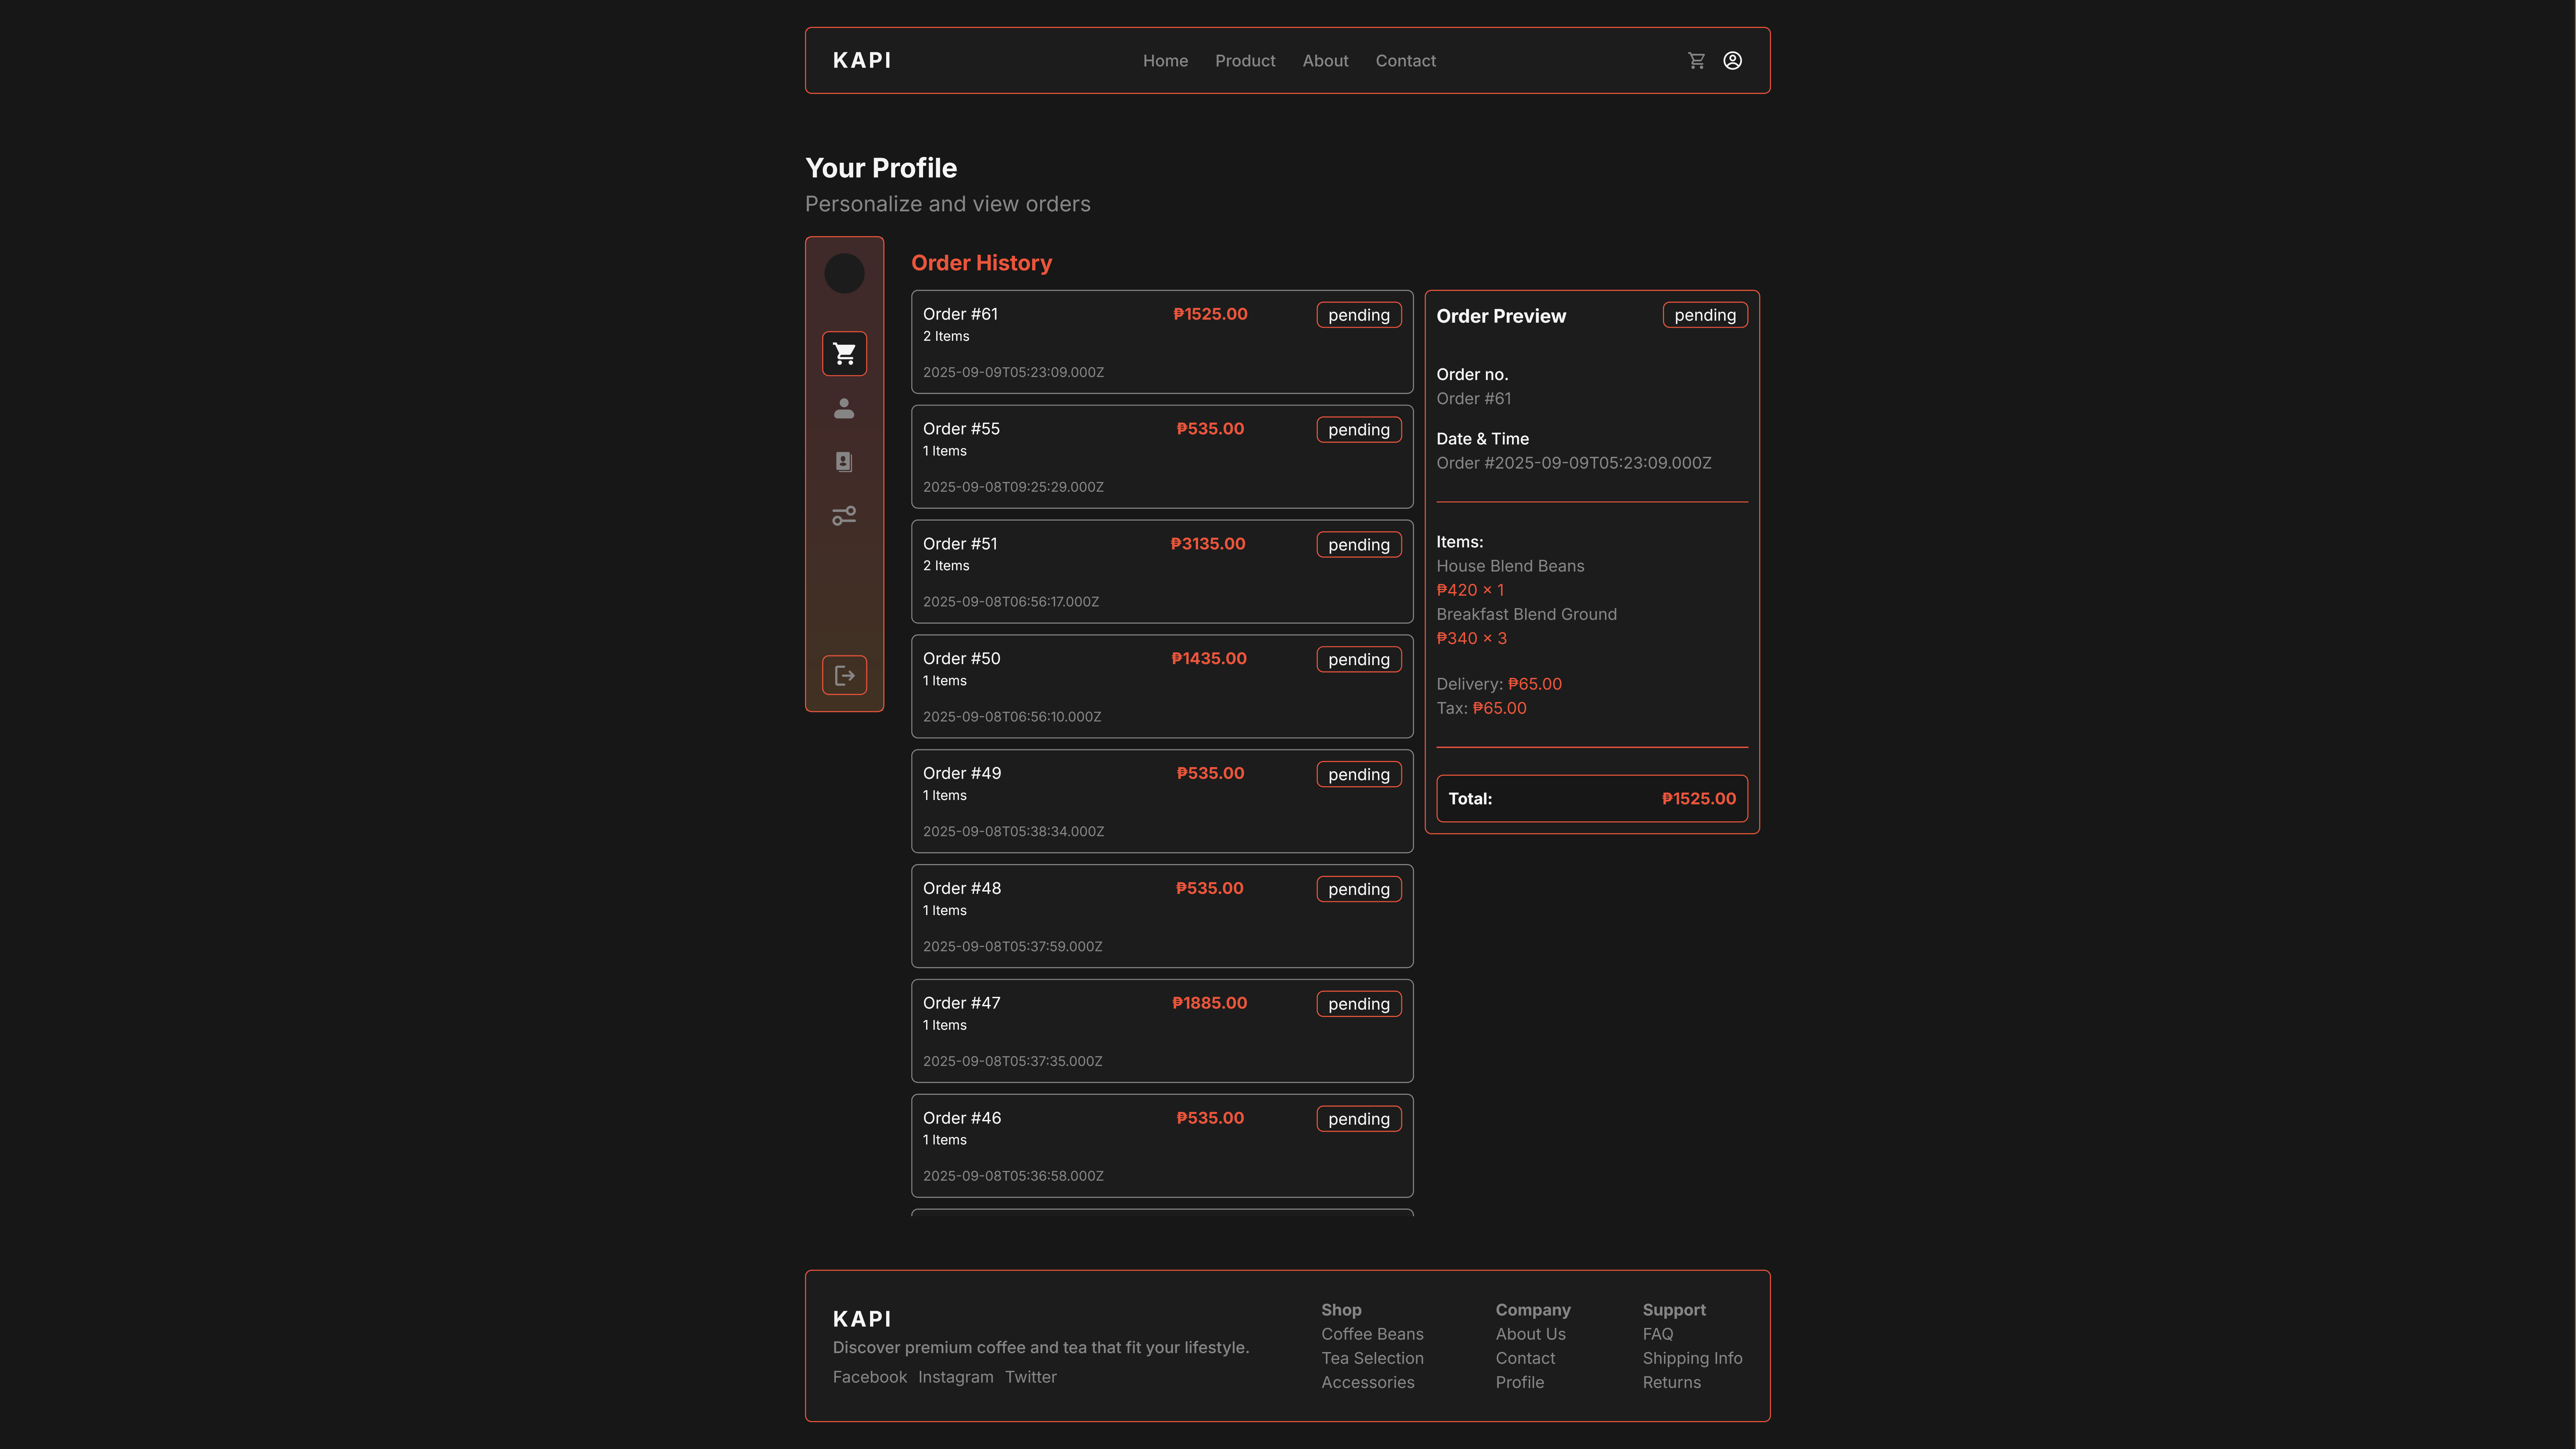 KAPI
Home Product About Contact
Your Profile
Personalize and view orders
Order History
Order #61 ₱1525.00 pending
2 Items
2025-09-09T05:23:09.000Z
Order #55 ₱535.00 pending
1 Items
2025-09-08T09:25:29.000Z
Order #51 ₱3135.00 pending
2 Items
2025-09-08T06:56:17.000Z
Order #50 ₱1435.00 pending
1 Items
2025-09-08T06:56:10.000Z
Order #49 ₱535.00 pending
1 Items
2025-09-08T05:38:34.000Z
Order #48 ₱535.00 pending
1 Items
2025-09-08T05:37:59.000Z
Order #47 ₱1885.00 pending
1 Items
2025-09-08T05:37:35.000Z
Order #46 ₱535.00 pending
1 Items
2025-09-08T05:36:58.000Z
Order Preview pending
Order no.
Order #61
Date & Time
Order #2025-09-09T05:23:09.000Z
Items:
House Blend Beans
₱420 × 1
Breakfast Blend Ground
₱340 × 3
Delivery: ₱65.00
Tax: ₱65.00
Total: ₱1525.00
KAPI
Discover premium coffee and tea that fit your lifestyle.
Facebook Instagram Twitter
Shop
Coffee Beans
Tea Selection
Accessories
Company
About Us
Contact
Profile
Support
FAQ
Shipping Info
Returns